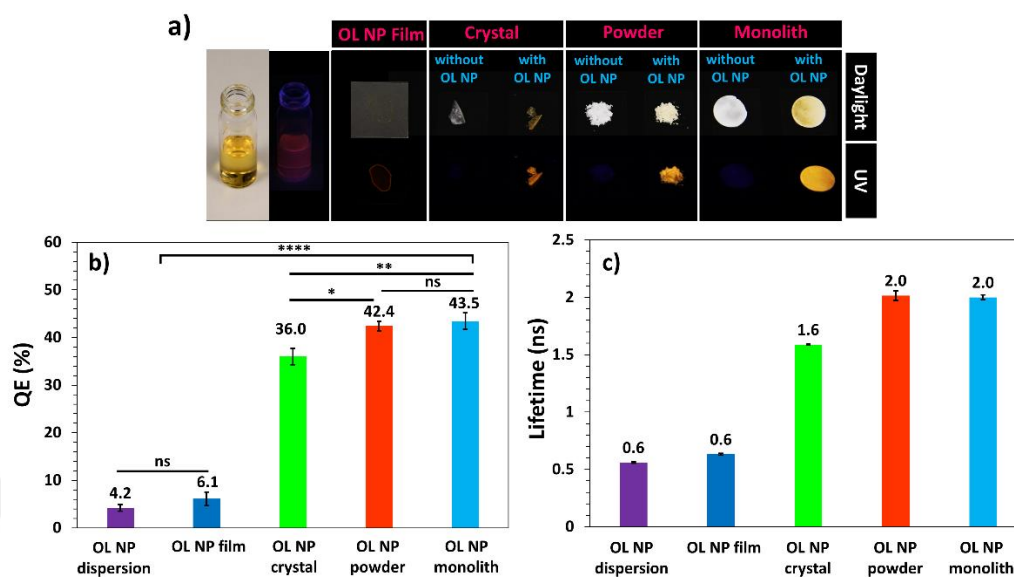 a)
OL NP Film
Crystal
Powder
Monolith
without OL NP
with OL NP
without OL NP
with OL NP
without OL NP
with OL NP
Daylight
UV
b)
QE (%)
60
50
40
30
20
10
0
****
**
ns
*
ns
4.2
6.1
36.0
42.4
43.5
OL NP dispersion
OL NP film
OL NP crystal
OL NP powder
OL NP monolith
c)
Lifetime (ns)
2.5
2
1.5
1
0.5
0
0.6
0.6
1.6
2.0
2.0
OL NP dispersion
OL NP film
OL NP crystal
OL NP powder
OL NP monolith